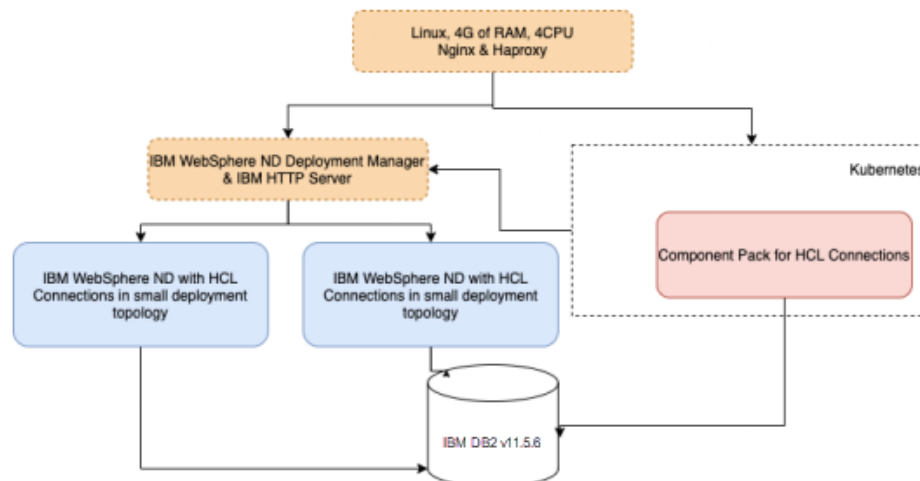 Linux, 4G of RAM, 4CPU
Nginx & Haproxy
IBM WebSphere ND Deployment Manager
& IBM HTTP Server
Kubernetes
Component Pack for HCL Connections
IBM WebSphere ND with HCL
Connections in small deployment
topology
IBM WebSphere ND with HCL
Connections in small deployment
topology
IBM DB2 v11.5.6